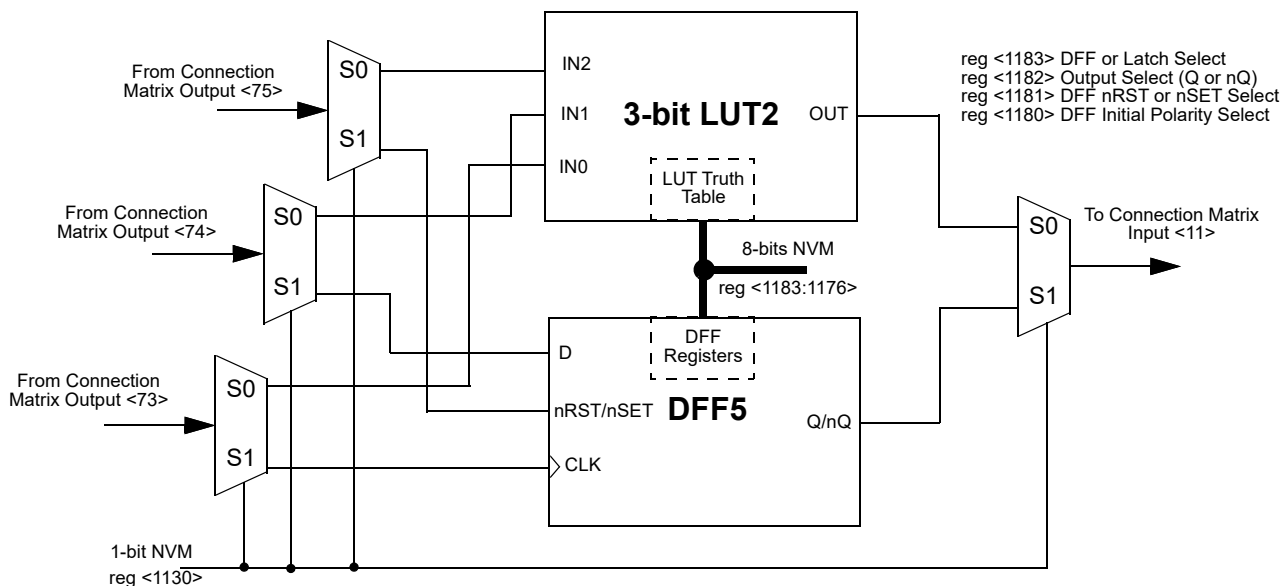 From Connection
Matrix Output <75>
S0
S1
IN2
IN1
IN0
3-bit LUT2
OUT
LUT Truth
Table
reg <1183> DFF or Latch Select
reg <1182> Output Select (Q or nQ)
reg <1181> DFF nRST or nSET Select
reg <1180> DFF Initial Polarity Select
From Connection
Matrix Output <74>
S0
S1
8-bits NVM
reg <1183:1176>
S0
S1
To Connection Matrix
Input <11>
From Connection
Matrix Output <73>
S0
S1
D
nRST/nSET
CLK
DFF
Registers
DFF5
Q/nQ
1-bit NVM
reg <1130>